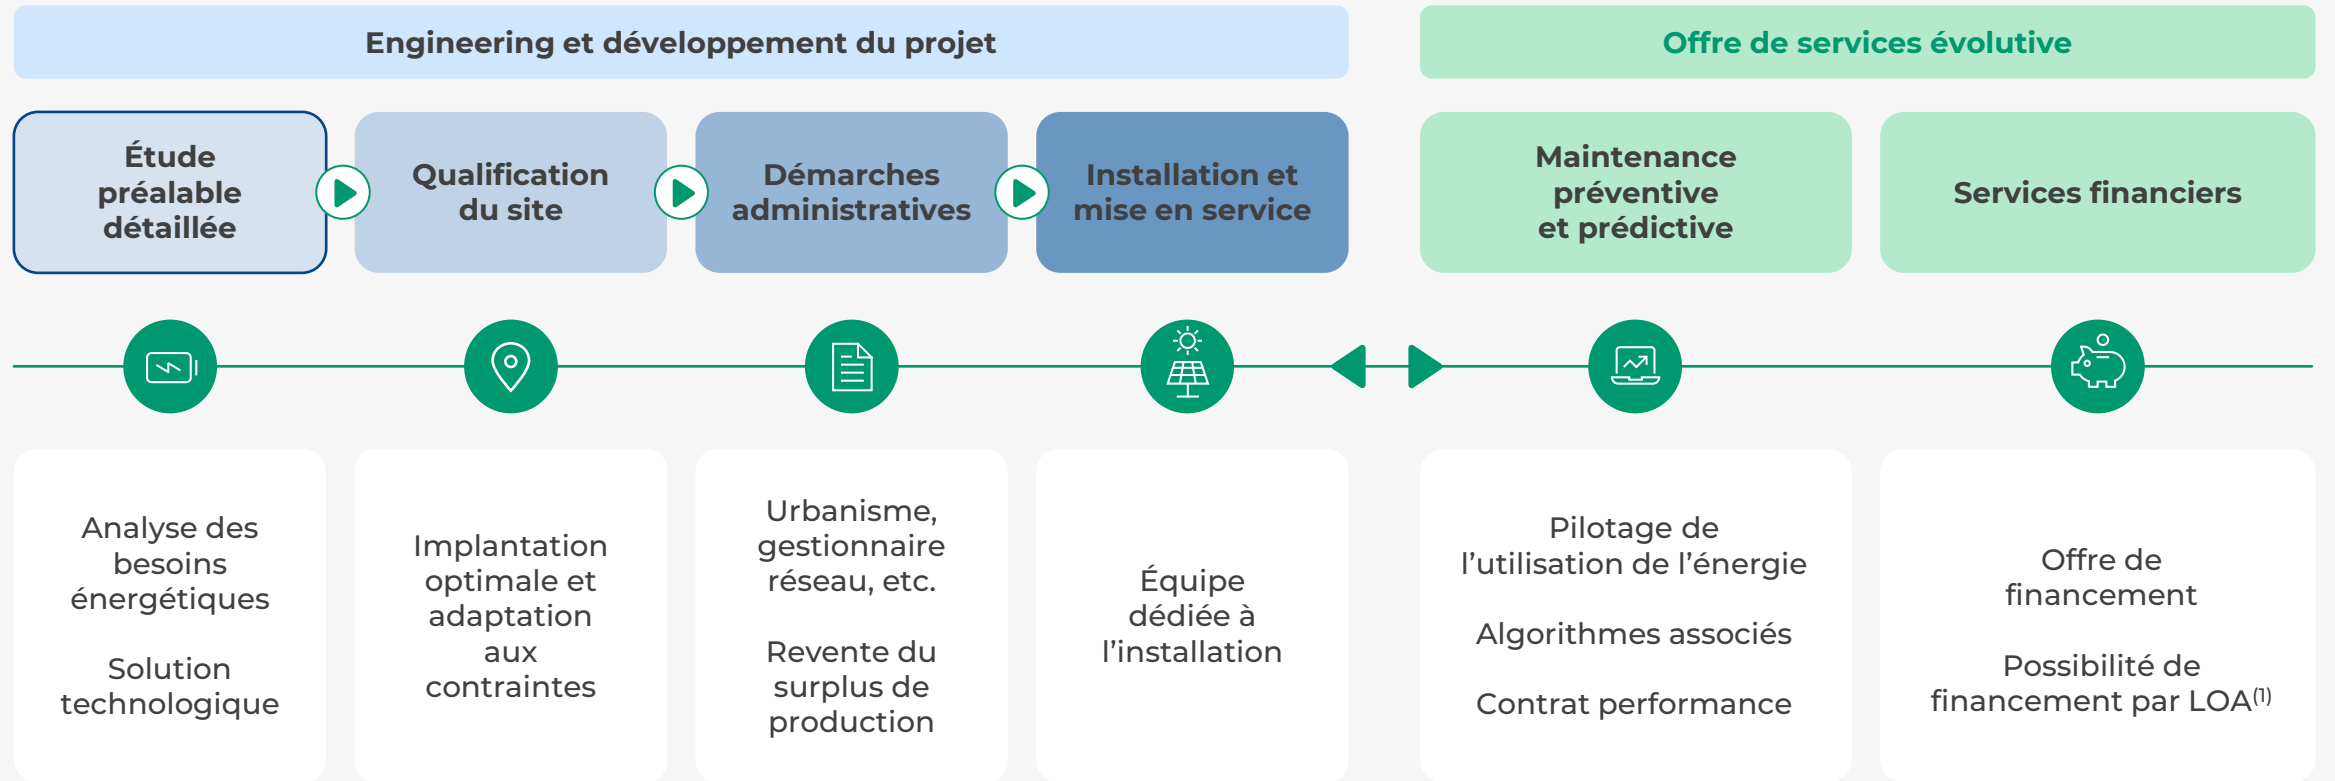 Engineering et développement du projet
Offre de services évolutive
Étude
préalable
détaillée
Qualification
du site
Démarches
administratives
Installation et
mise en service
Maintenance
préventive
et prédictive
Services financiers
Analyse des
besoins
énergétiques
Solution
technologique
Implantation
optimale et
adaptation
aux
contraintes
Urbanisme,
gestionnaire
réseau, etc.
Revente du
surplus de
production
Équipe
dédiée à
l’installation
Pilotage de
l’utilisation de l’énergie
Algorithmes associés
Contrat performance
Offre de
financement
Possibilité de
financement par LOA(1)